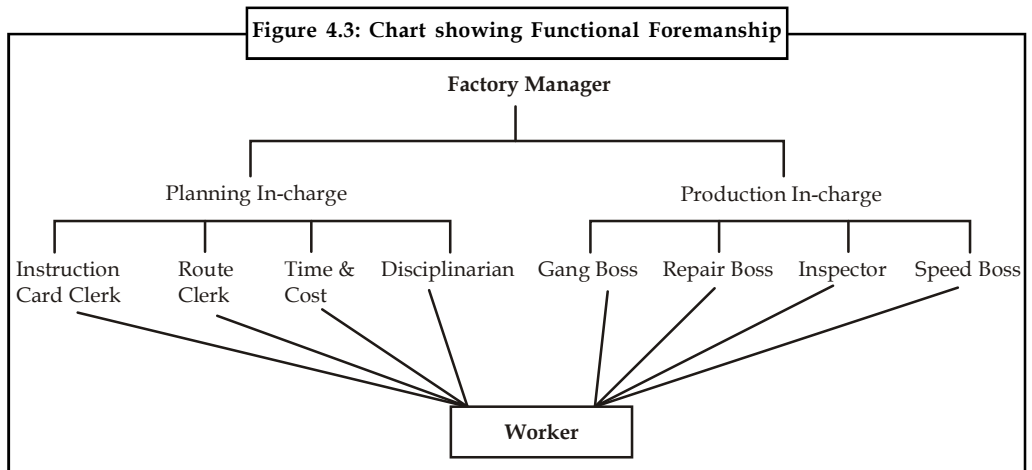 Figure 4.3: Chart showing Functional Foremanship
Factory Manager
Planning In-charge
Production In-charge
Instruction
Card Clerk
Route
Clerk
Time &
Cost
Disciplinarian
Gang Boss
Repair Boss
Inspector
Speed Boss
Worker